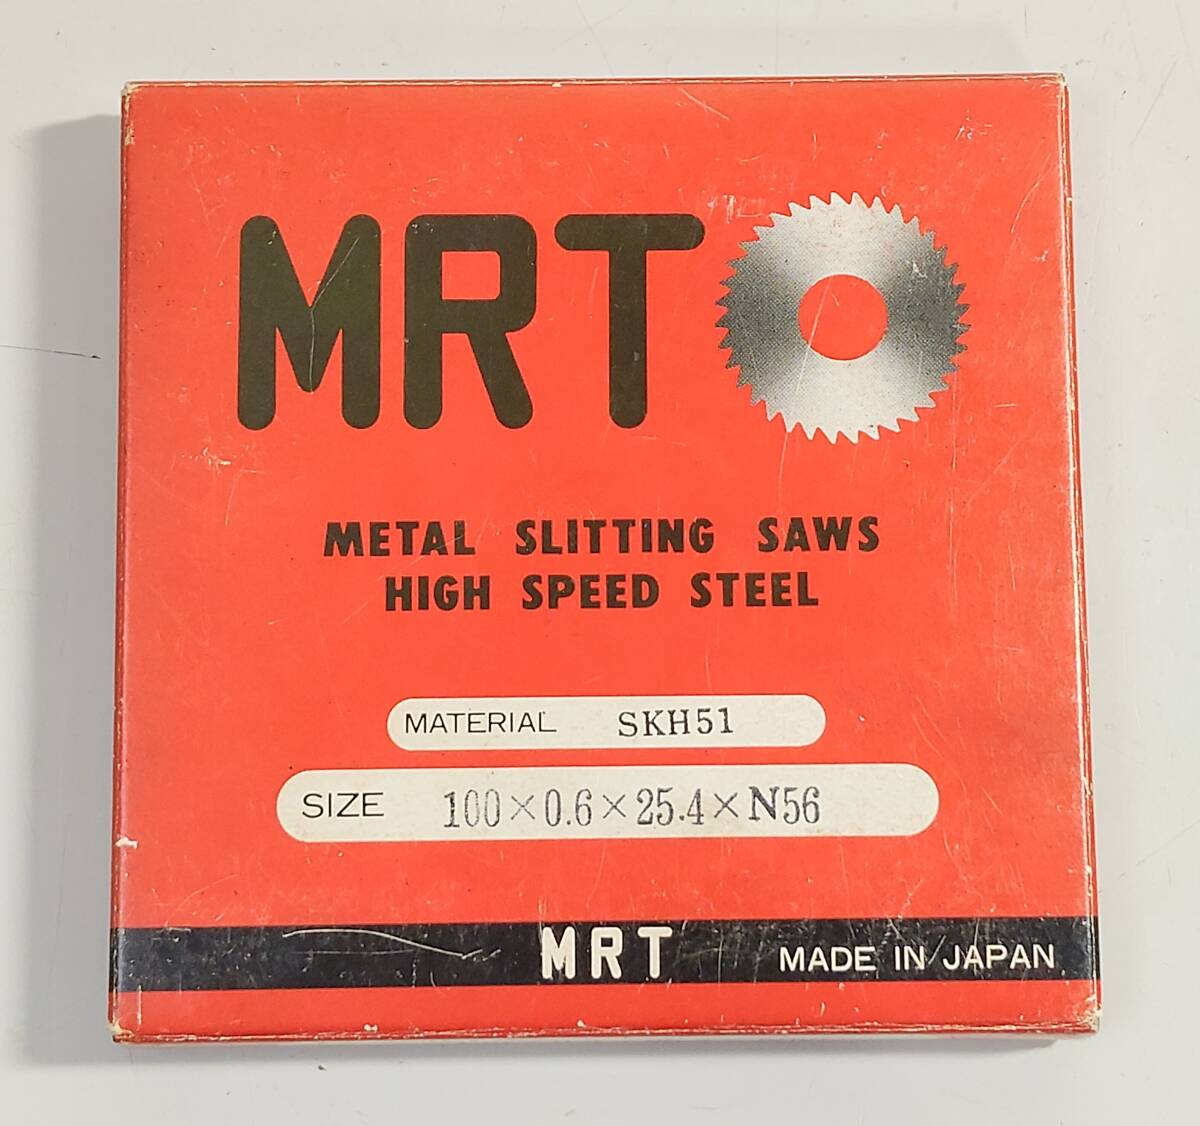 MRT
METAL SLITTING SAWS
HIGH SPEED STEEL
MATERIAL SKH51
SIZE 100×0.6×25.4×N56
MRT MADE IN JAPAN